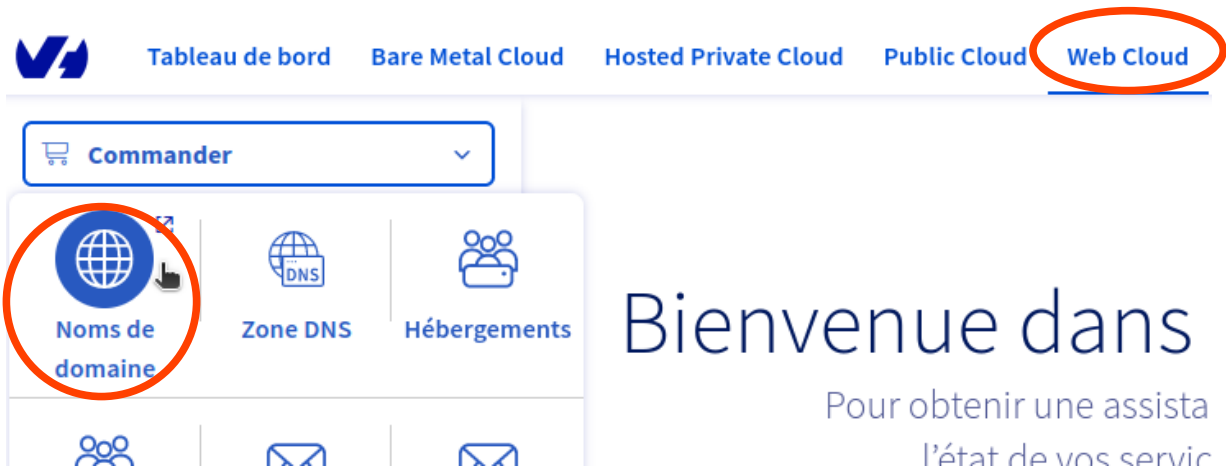 Tableau de bord Bare Metal Cloud Hosted Private Cloud Public Cloud Web Cloud
Commander
DNS
Noms de domaine
Zone DNS
Hébergements
Bienvenue dans
Pour obtenir une assista
l'état de vos servic